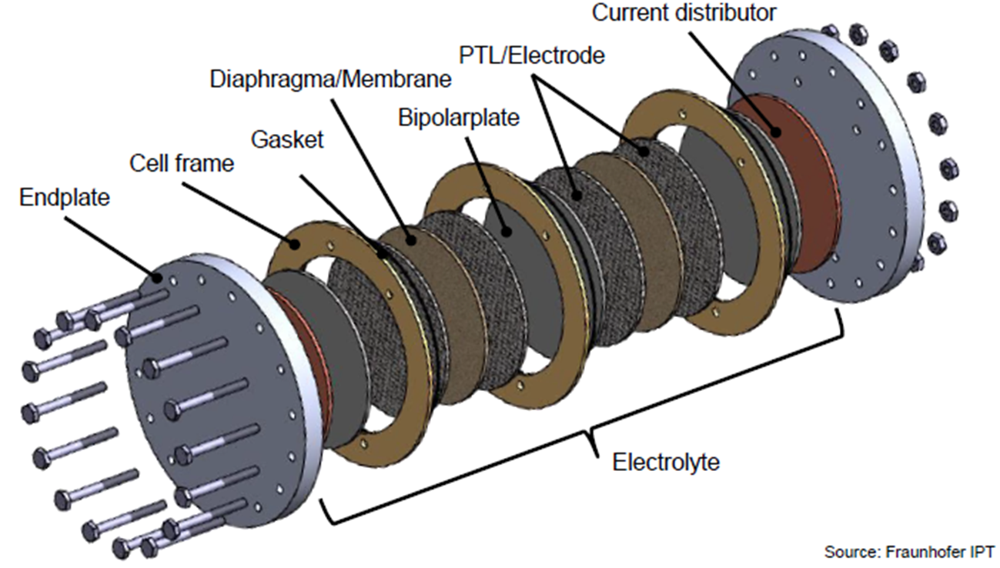 Current distributor
PTL/Electrode
Diaphragma/Membrane
Bipolarplate
Gasket
Cell frame
Endplate
Electrolyte
Source: Fraunhofer IPT